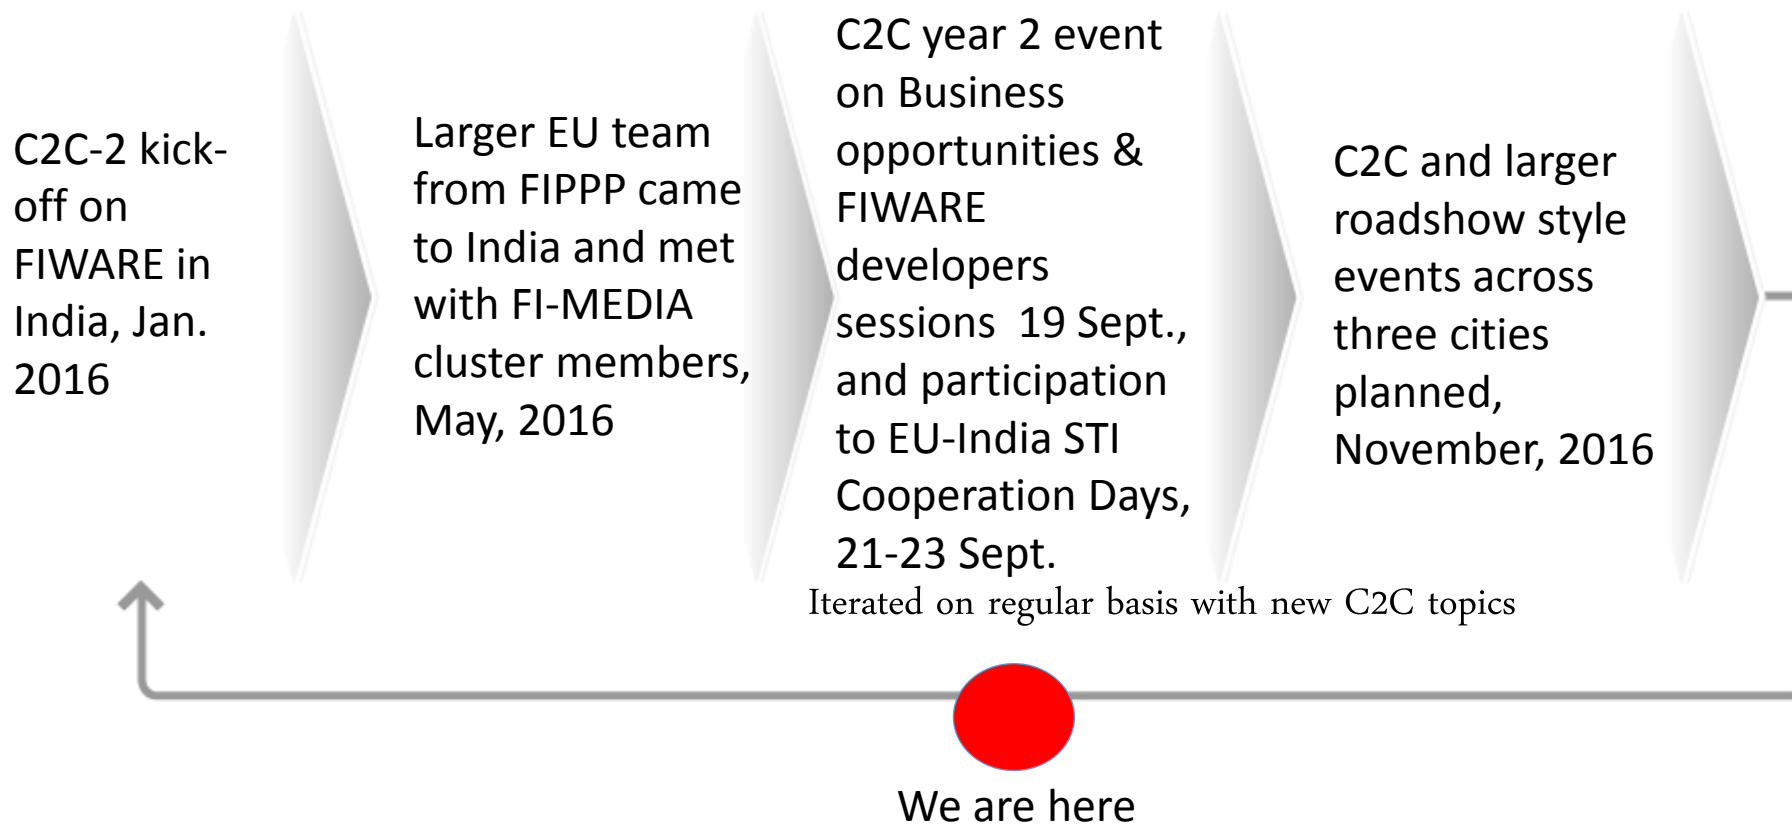 C2C-2 kick-
off on
FIWARE in
India, Jan.
2016
Larger EU team
from FIPPP came
to India and met
with FI-MEDIA
cluster members,
May, 2016
C2C year 2 event
on Business
opportunities &
FIWARE
developers
sessions  19 Sept.,
and participation
to EU-India STI
Cooperation Days,
21-23 Sept.
C2C and larger
roadshow style
events across
three cities
planned,
November, 2016
Iterated on regular basis with new C2C topics
We are here